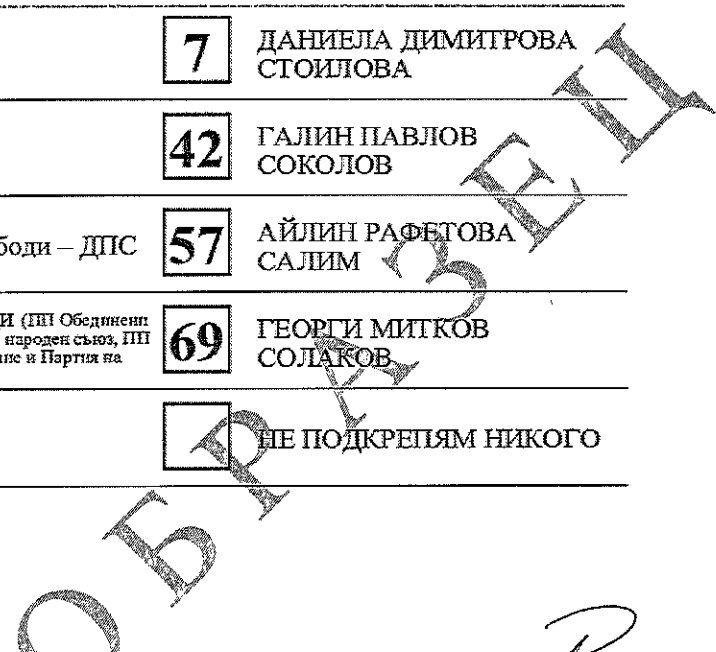 7 ДАНИЕЛА ДИМИТРОВА
СТОИЛОВА
42 ГАЛИН ПАВЛОВ
СОКОЛОВ
боди – ДПС 57 АЙЛИН РАФЕТОВА
САЛИМ
И (ПП Обединени
народен съюз, ПП
ане и Партия на
69 ГЕОРГИ МИТКОВ
СОЛАКОВ
НЕ ПОДКРЕПЯМ НИКОГО
ОБРАЗЕЦ